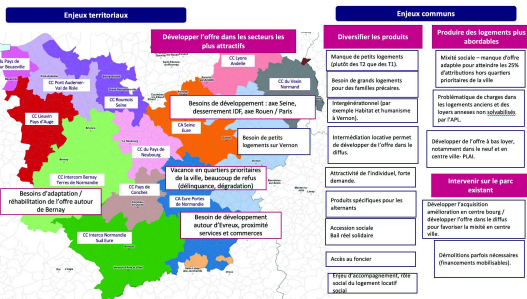 Enjeux territoriaux
Développer l'offre dans les secteurs les
plus attractifs
du Pays de
CC Pont Audemer-
Val de Risle
CC Roumois
Seine
CC Lieuvin
Pays d'Auge
CC Lyons
Andelle
CC du Vexin
Normand
Besoins de développement : axe Seine,
desserrement IDF, axe Rouen / Paris
CA Seine
Eure
Besoin de petits
logements sur Vernon
CC du Pays de
Neubourg
CC Intercom Bernay
Terres de Normandie
Vacance en quartiers prioritaires
de la ville, beaucoup de refus
(délinquance, dégradation)
CC Pays de
Conches
Besoins d'adaptation /
réhabilitation de l'offre autour
de Bernay
CA Eure Portes
de Normandie
Besoin de développement
autour d'Evreux, proximité
services et commerces
CC Interco Normandie
Sud Eure
Enjeux communs
Diversifier les produits
Manque de petits logements
(plutôt des T2 que des T1).
Besoin de grands logements
pour des familles précaires.
Intergénérationnel (par
exemple Habitat et humanisme
à Vernon).
Intermédiation locative permet
de développer de l'offre dans le
diffus.
Attractivité de l'individuel, forte
demande.
Produits spécifiques pour les
alternants
Accession sociale
Bail réel solidaire
Accès au foncier
Enjeu d'accompagnement, rôle
social du logement locatif
social
Produire des logements plus
abordables
Mixité sociale – manque d'offre
adaptée pour atteindre les 25%
d'attributions hors quartiers
prioritaires de la ville
Problématique de charges dans
les logements anciens et des
loyers annexes non solvabilisés
par l'APL.
Développer de l'offre à bas loyer,
notamment dans le neuf et en
centre ville- PLAI.
Intervenir sur le parc
existant
Développer l'acquisition
amélioration en centre bourg /
développer l'offre dans le diffus
pour favoriser la mixité en centre
ville.
Démolitions parfois nécessaires
(financements mobilisables).